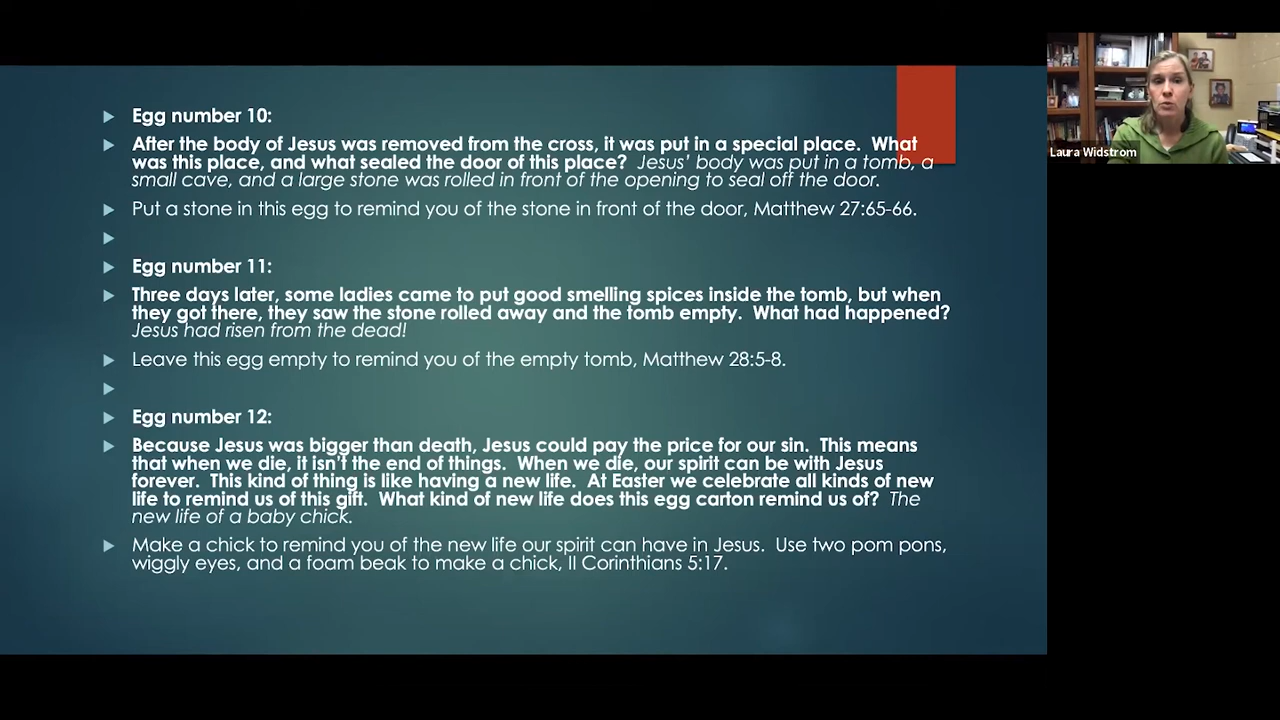 Egg number 10:
After the body of Jesus was removed from the cross, it was put in a special place.  What
was this place, and what sealed the door of this place?  Jesus’ body was put in a tomb, a
small cave, and a large stone was rolled in front of the opening to seal off the door.
Put a stone in this egg to remind you of the stone in front of the door, Matthew 27:65-66.
Egg number 11:
Three days later, some ladies came to put good smelling spices inside the tomb, but when
they got there, they saw the stone rolled away and the tomb empty.  What had happened?
Jesus had risen from the dead!
Leave this egg empty to remind you of the empty tomb, Matthew 28:5-8.
Egg number 12:
Because Jesus was bigger than death, Jesus could pay the price for our sin.  This means
that when we die, it isn’t the end of things.  When we die, our spirit can be with Jesus
forever.  This kind of thing is like having a new life.  At Easter we celebrate all kinds of new
life to remind us of this gift.  What kind of new life does this egg carton remind us of?  The
new life of a baby chick.
Make a chick to remind you of the new life our spirit can have in Jesus.  Use two pom pons,
wiggly eyes, and a foam beak to make a chick, II Corinthians 5:17.
Laura Widstrom